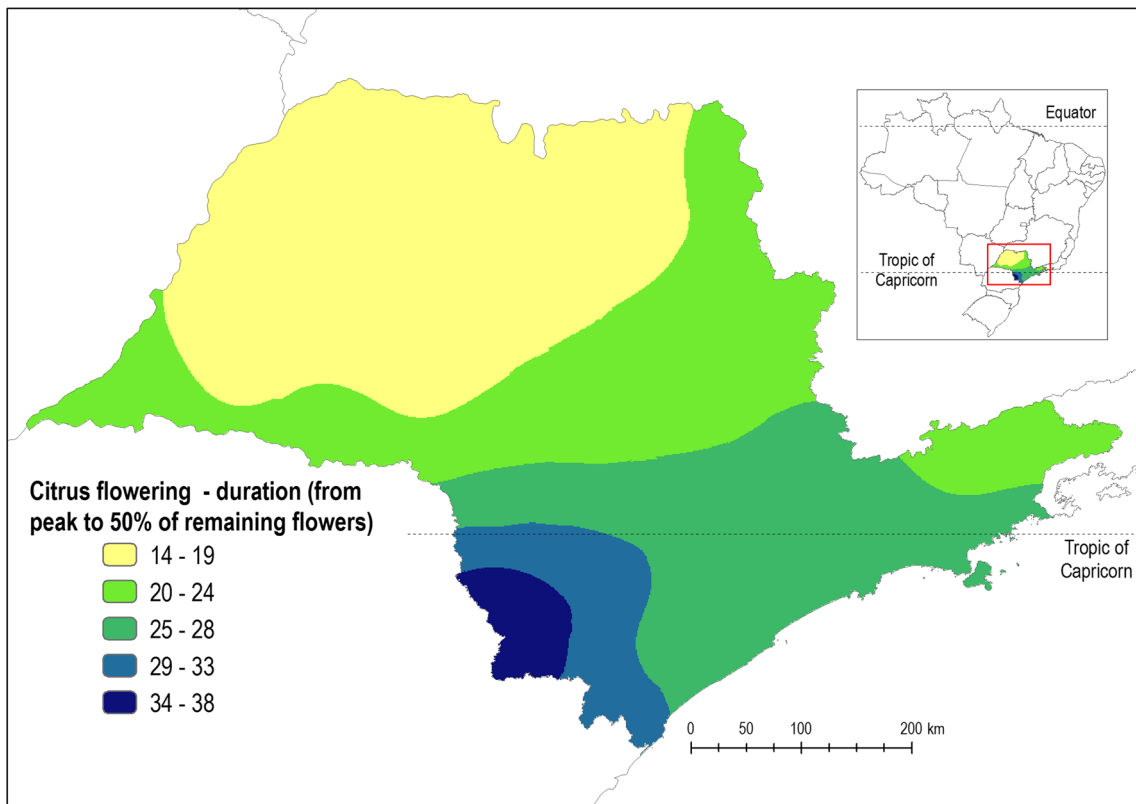 Equator
Tropic of
Capricorn
Citrus flowering - duration (from
peak to 50% of remaining flowers)
14 - 19
20 - 24
25 - 28
29 - 33
34 - 38
Tropic of
Capricorn
0 50 100 200 km